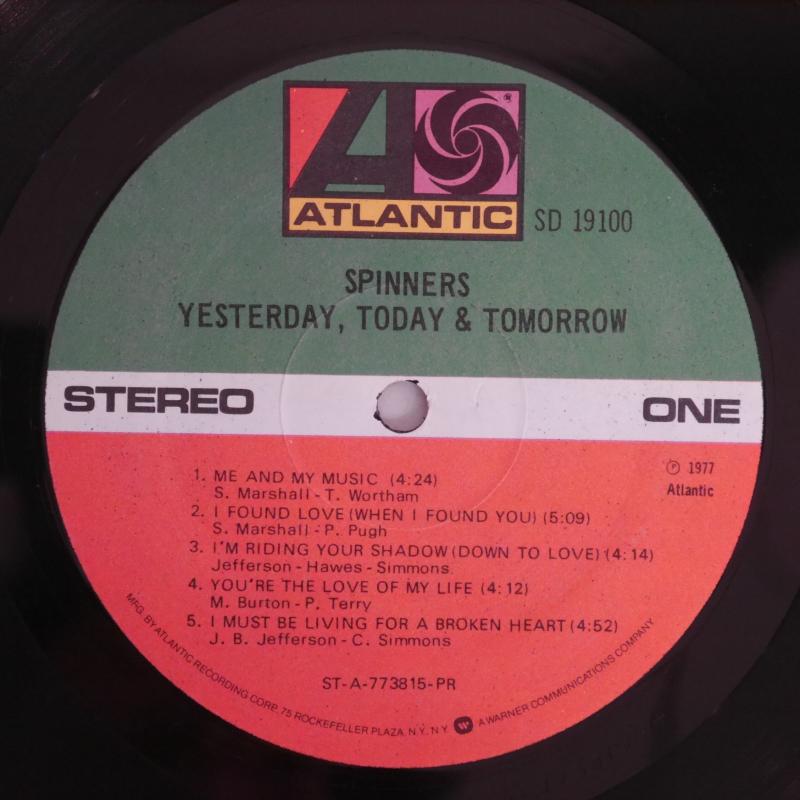 ATLANTIC ®
SD 19100
SPINNERS
YESTERDAY, TODAY & TOMORROW
STEREO
ONE
1. ME AND MY MUSIC (4:24)
S. Marshall - T. Wortham
2. I FOUND LOVE (WHEN I FOUND YOU) (5:09)
S. Marshall - P. Pugh
3. I'M RIDING YOUR SHADOW (DOWN TO LOVE) (4:14)
Jefferson - Hawes - Simmons
4. YOU'RE THE LOVE OF MY LIFE (4:12)
M. Burton - P. Terry
5. I MUST BE LIVING FOR A BROKEN HEART (4:52)
J. B. Jefferson - C. Simmons
℗ 1977
Atlantic
ST-A-773815-PR
MFG. BY ATLANTIC RECORDING CORP. 75 ROCKEFELLER PLAZA, N.Y. N.Y. W A WARNER COMMUNICATIONS COMPANY